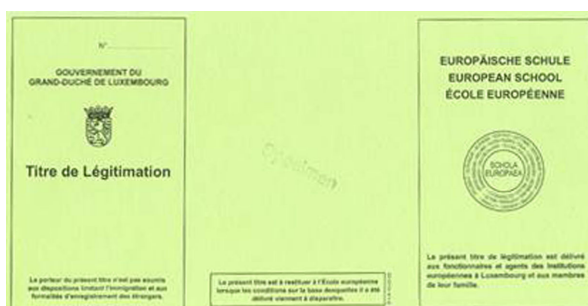 N°
GOUVERNEMENT DU
GRAND-DUCHÉ DE LUXEMBOURG
Titre de Légitimation
Le porteur du présent titre n'est pas soumis
aux dispositions limitant l'immigration et aux
formalités d'enregistrement des étrangers.
Specimen
Le présent titre est à restituer à l'École européenne
lorsque les conditions sur la base desquelles il a été
délivré viennent à disparaître.
EUROPÄISCHE SCHULE
EUROPEAN SCHOOL
ÉCOLE EUROPÉENNE
SCHOLA
EUROPAEA
Le présent titre de légitimation est délivré
aux fonctionnaires et agents des institutions
européennes à Luxembourg et aux membres
de leur famille.